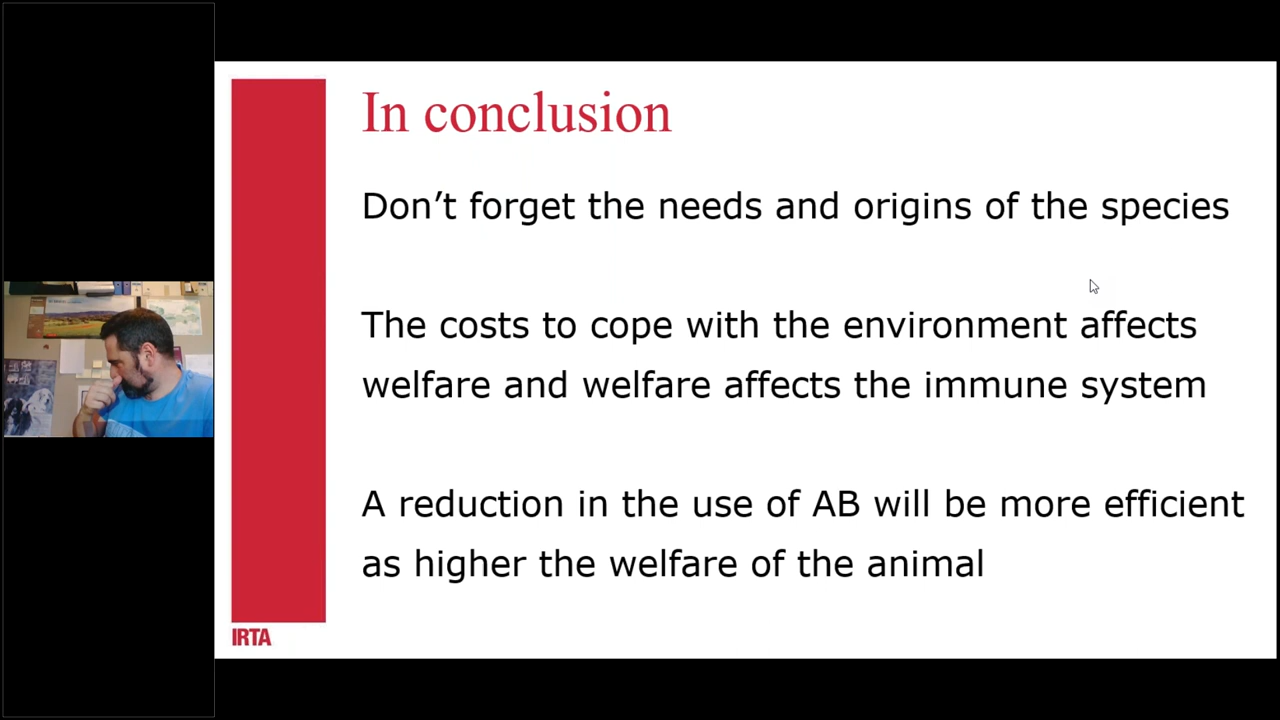 In conclusion
Don’t forget the needs and origins of the species
The costs to cope with the environment affects
welfare and welfare affects the immune system
A reduction in the use of AB will be more efficient
as higher the welfare of the animal
IRTA